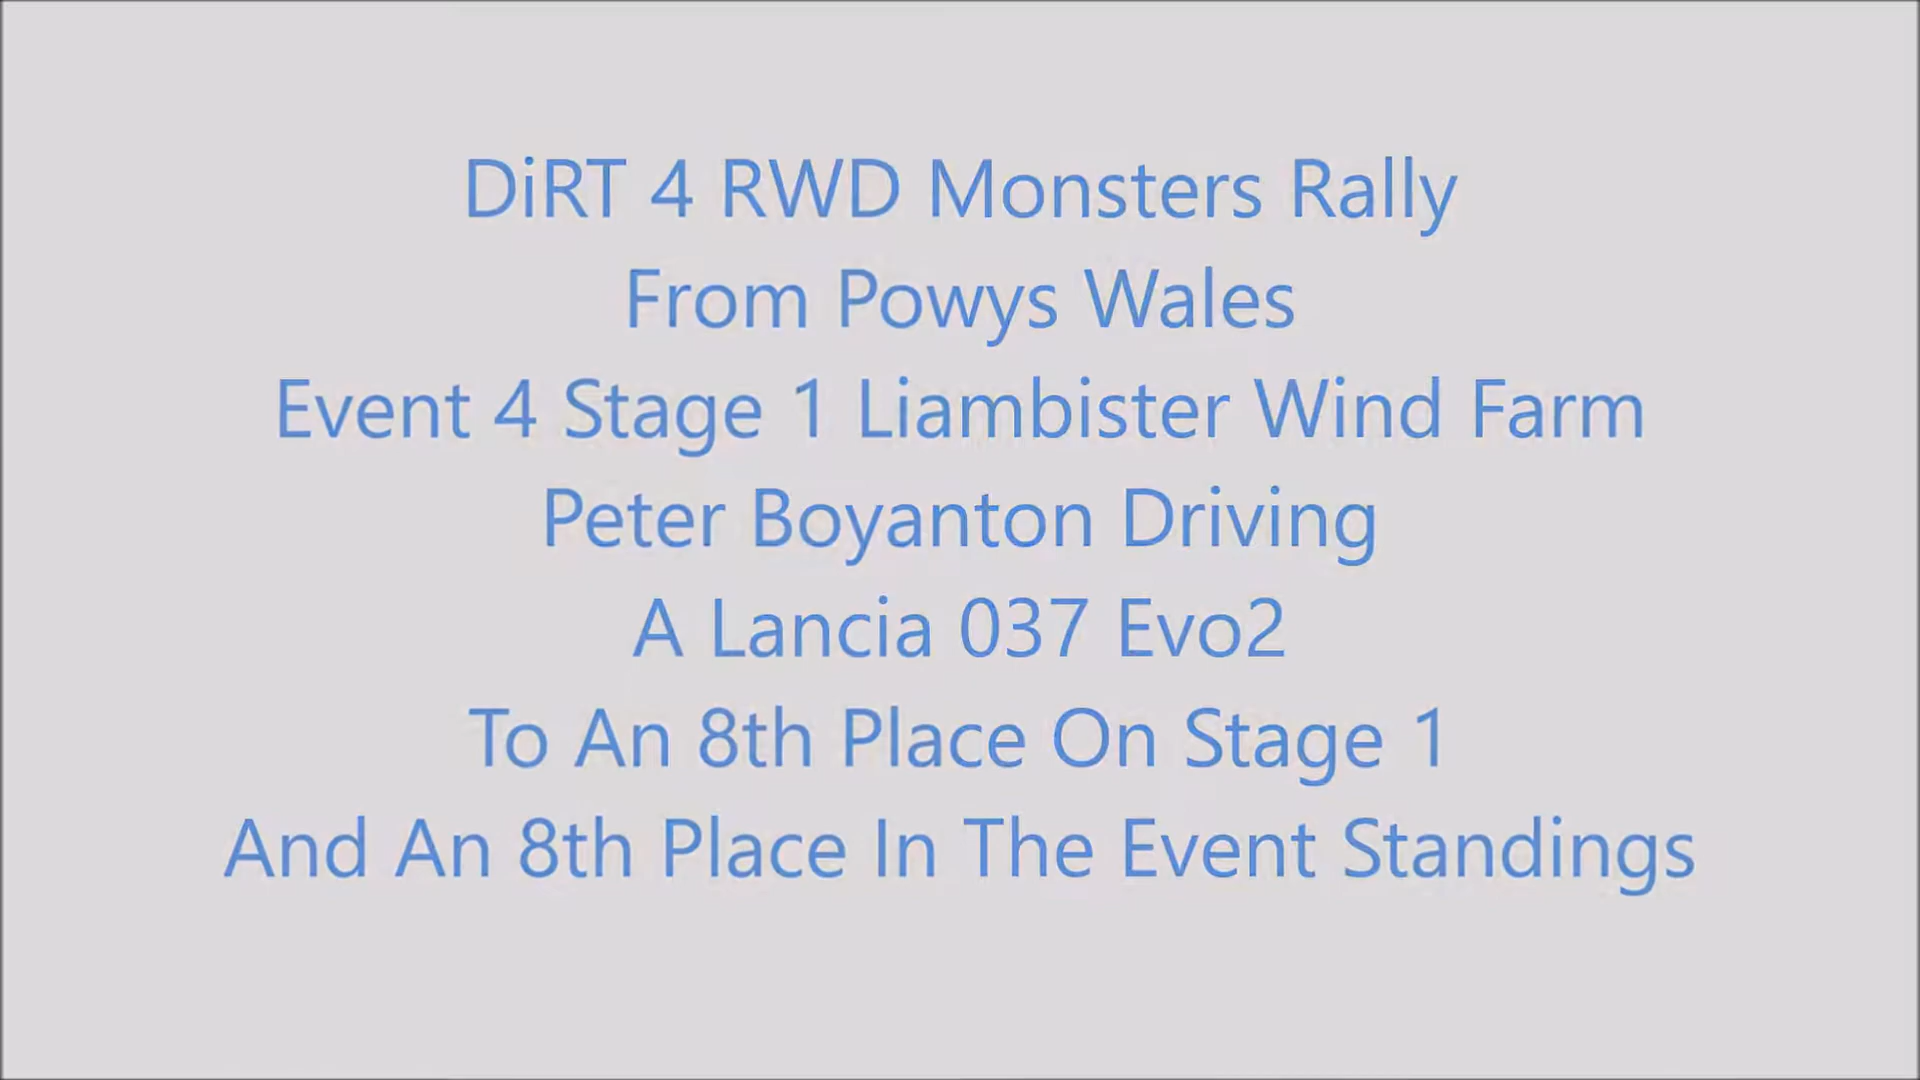 DiRT 4 RWD Monsters Rally
From Powys Wales
Event 4 Stage 1 Liambister Wind Farm
Peter Boyanton Driving
A Lancia 037 Evo2
To An 8th Place On Stage 1
And An 8th Place In The Event Standings